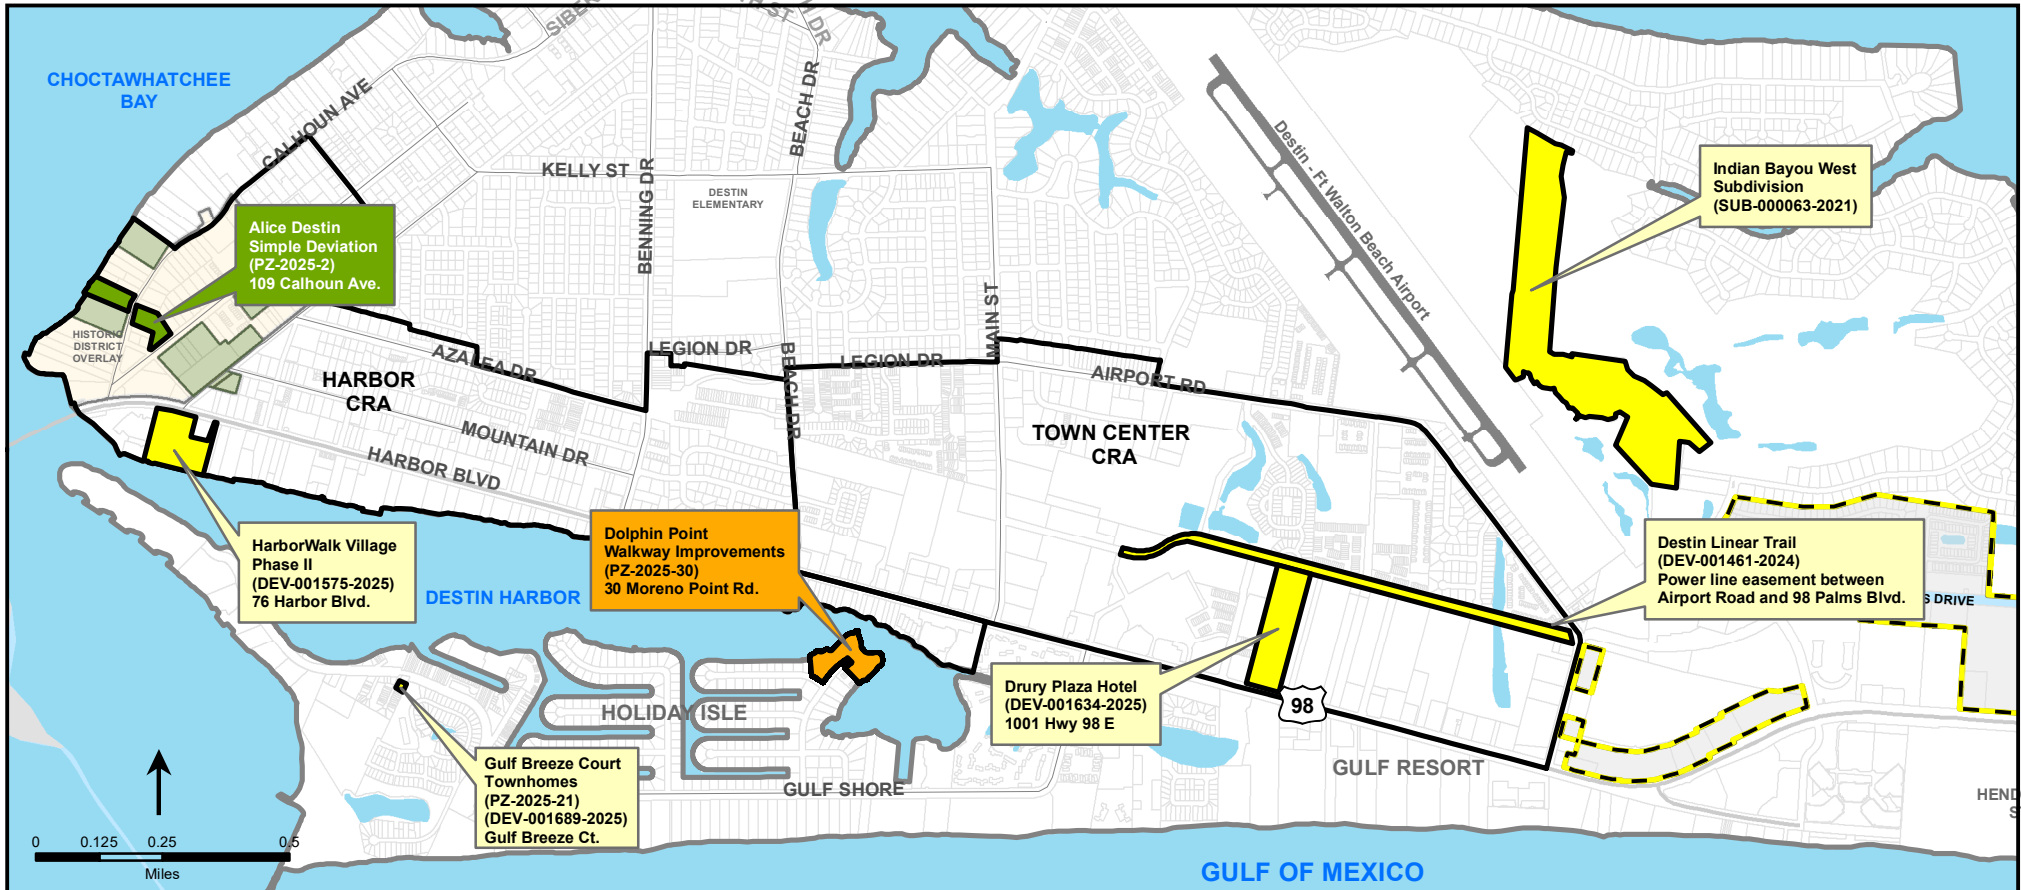 SIBER
TH ST
H DR
CHOCTAWHATCHEE
BAY
CALHOUN AVE
BEACH DR
KELLY ST
BENNING DR
DESTIN
ELEMENTARY
Destin - Ft Walton Beach Airport
Indian Bayou West
Subdivision
(SUB-000063-2021)
Alice Destin
Simple Deviation
(PZ-2025-2)
109 Calhoun Ave.
HISTORIC
DISTRICT
OVERLAY
MAIN ST
AZALEA DR
LEGION DR
BEACH DR
LEGION DR
AIRPORT RD
HARBOR
CRA
MOUNTAIN DR
HARBOR BLVD
TOWN CENTER
CRA
HarborWalk Village
Phase II
(DEV-001575-2025)
76 Harbor Blvd.
DESTIN HARBOR
Dolphin Point
Walkway Improvements
(PZ-2025-30)
30 Moreno Point Rd.
Destin Linear Trail
(DEV-001461-2024)
Power line easement between
Airport Road and 98 Palms Blvd.
S DRIVE
Drury Plaza Hotel
(DEV-001634-2025)
1001 Hwy 98 E
98
HOLIDAY ISLE
Gulf Breeze Court
Townhomes
(PZ-2025-21)
(DEV-001689-2025)
Gulf Breeze Ct.
GULF SHORE
GULF RESORT
HEND
S
0 0.125 0.25 0.5
Miles
GULF OF MEXICO